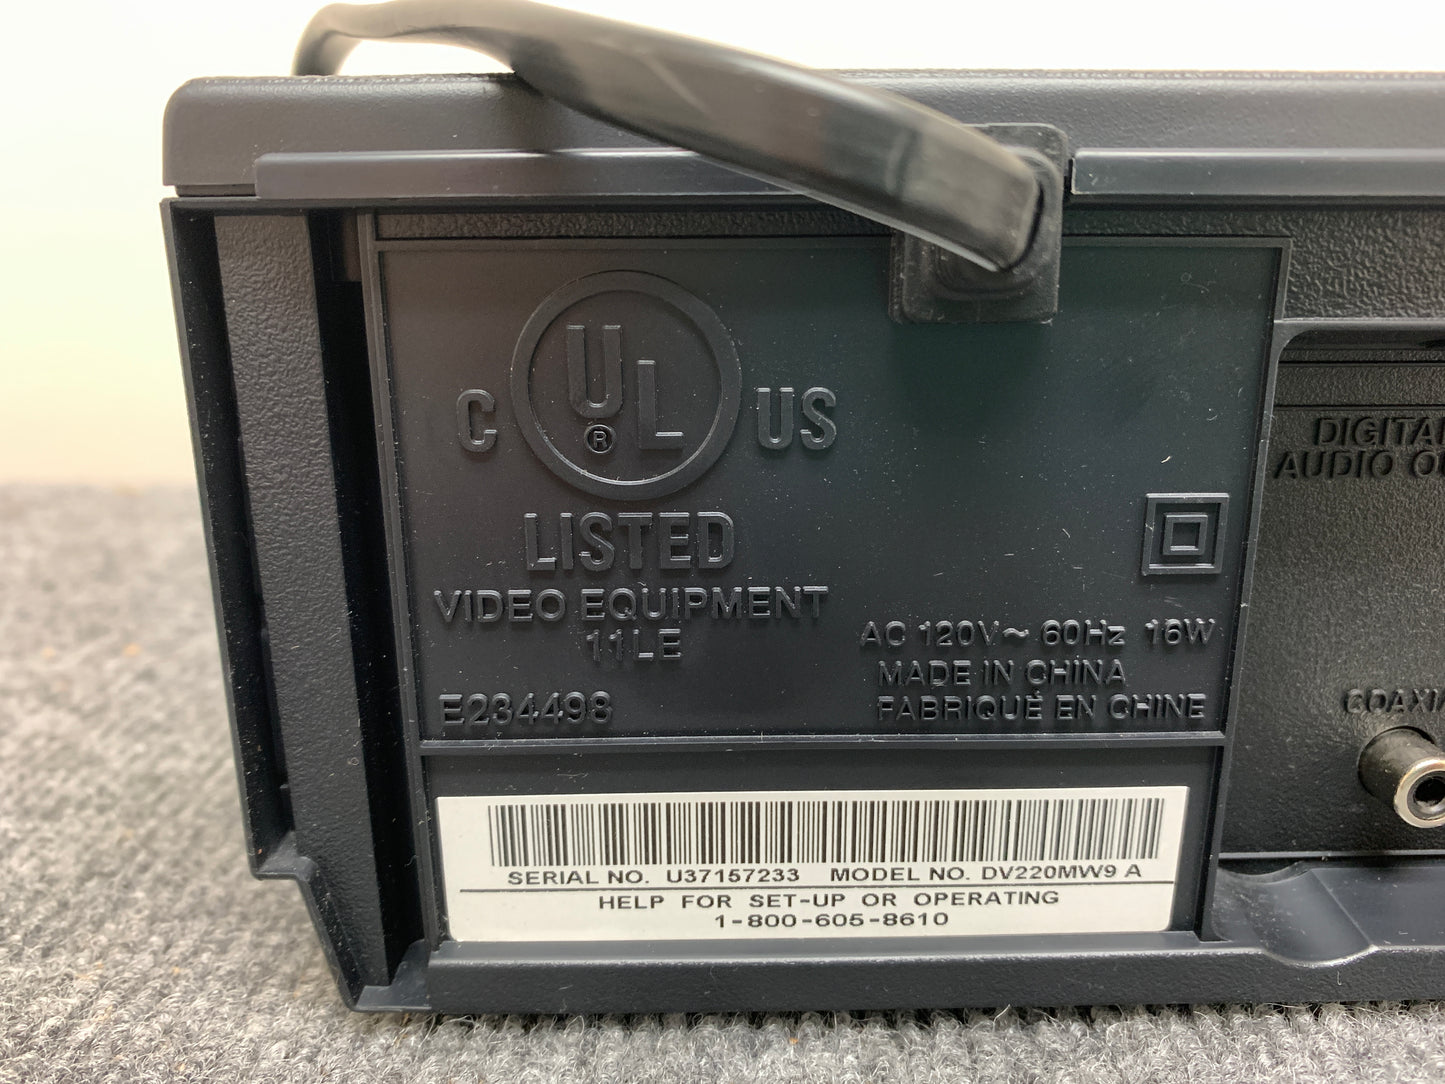 C UL ® US
LISTED
VIDEO EQUIPMENT
11LE
E234498
AC 120V~ 60Hz 16W
MADE IN CHINA
FABRIQUÉ EN CHINE
SERIAL NO. U37157233 MODEL NO. DV220MW9 A
HELP FOR SET-UP OR OPERATING
1-800-605-8610
DIGITAL
AUDIO